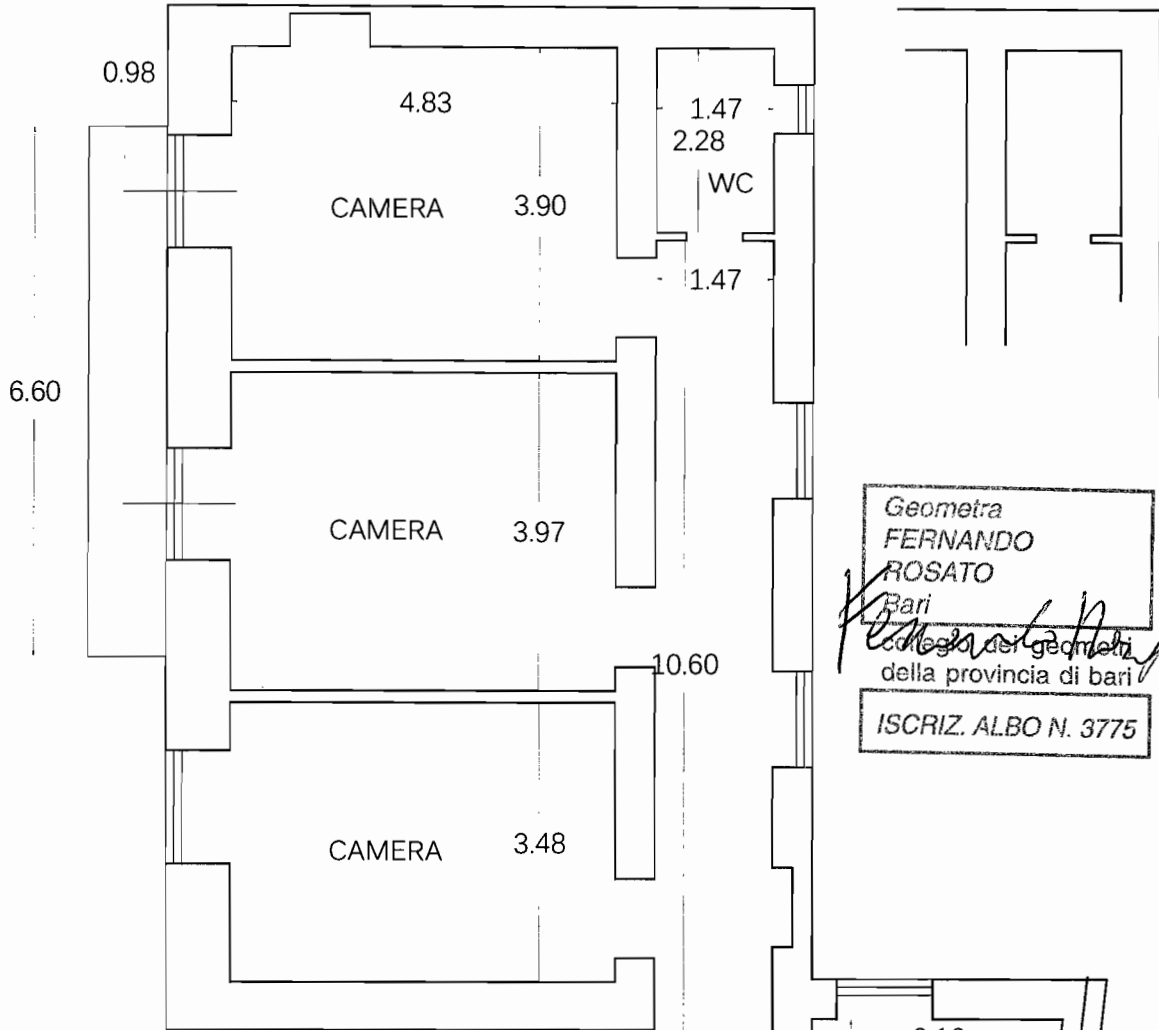 0.98
4.83
1.47
2.28
WC
CAMERA 3.90
1.47
6.60
CAMERA 3.97
Geometra
FERNANDO
ROSATO
Bari
collegio dei geometri
della provincia di bari
ISCRIZ. ALBO N. 3775
10.60
CAMERA 3.48